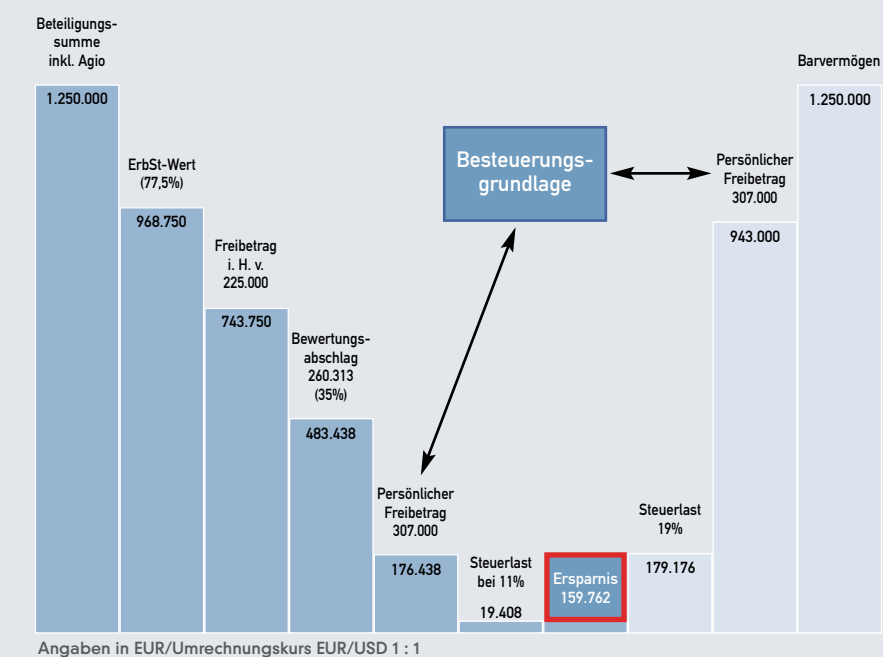 Beteiligungs-
summe
inkl. Agio
1.250.000
ErbSt-Wert
(77,5%)
968.750
Freibetrag
i. H. v.
225.000
743.750
Bewertungs-
abschlag
260.313
(35%)
483.438
Persönlicher
Freibetrag
307.000
176.438
Steuerlast
bei 11%
19.408
Besteuerungs-
grundlage
Ersparnis
159.762
Steuerlast
19%
179.176
Persönlicher
Freibetrag
307.000
943.000
Barvermögen
1.250.000
Angaben in EUR/Umrechnungskurs EUR/USD 1 : 1